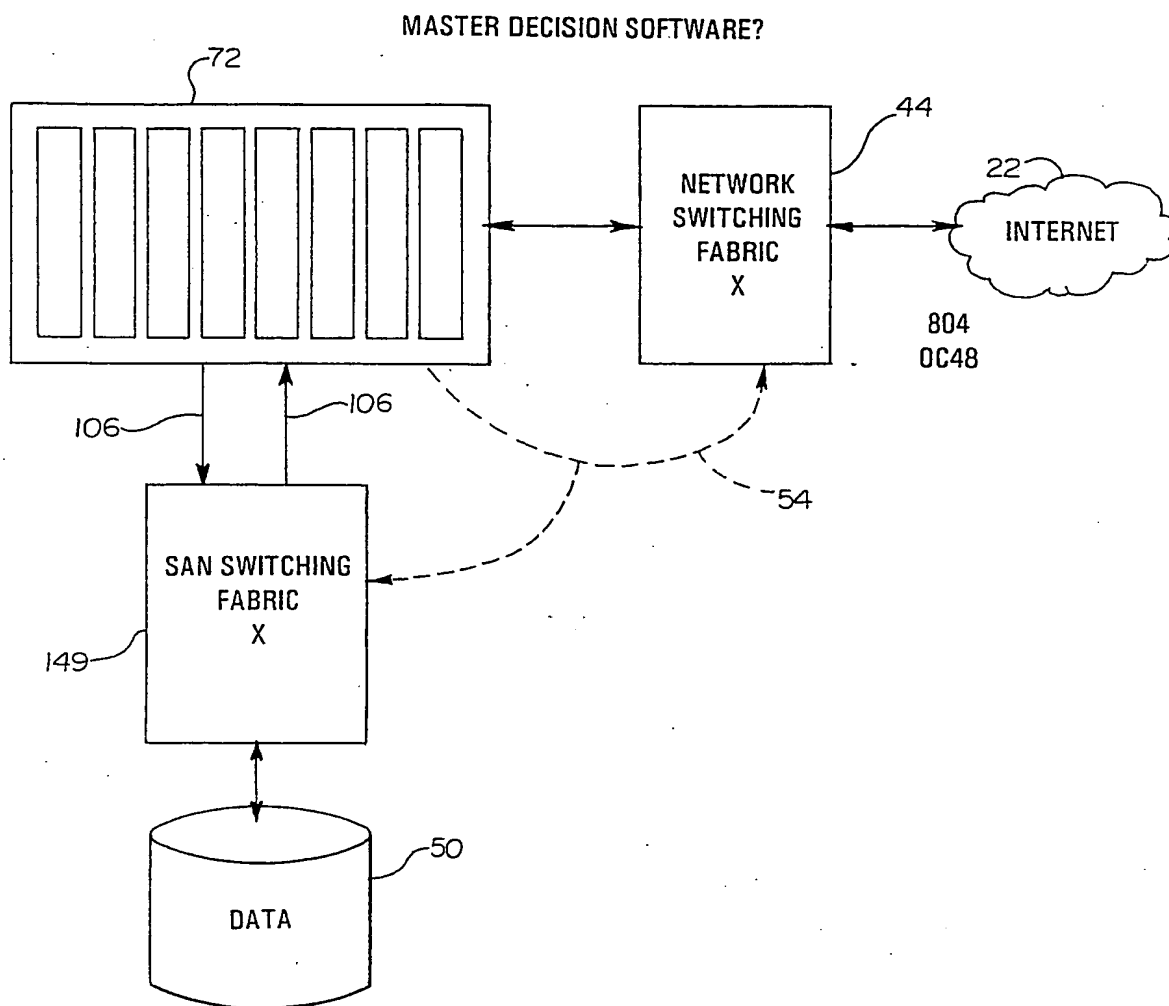 MASTER DECISION SOFTWARE?
72
44
22
NETWORK
SWITCHING
FABRIC
X
INTERNET
804
OC48
106
106
54
SAN SWITCHING
FABRIC
X
149
50
DATA